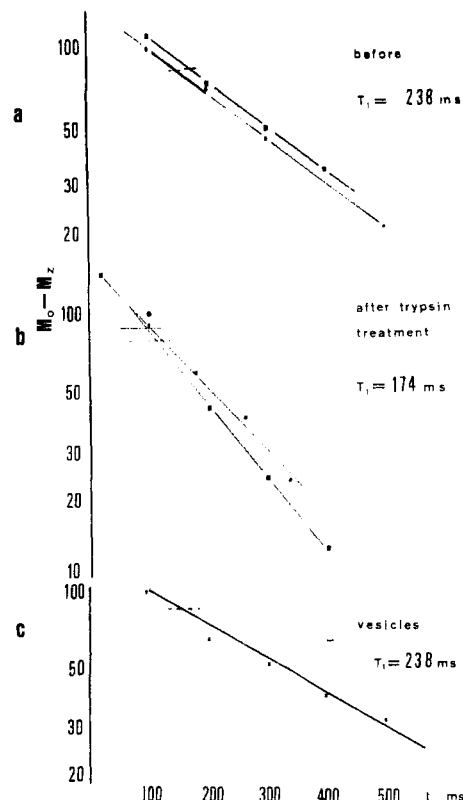 a
100
50
30
20
before
T₁ = 238 ms
M₀ — M_z
b
100
50
30
20
10
after trypsin
treatment
T₁ = 174 ms
c
100
50
30
20
vesicles
T₁ = 238 ms
100 200 300 400 500 t ms